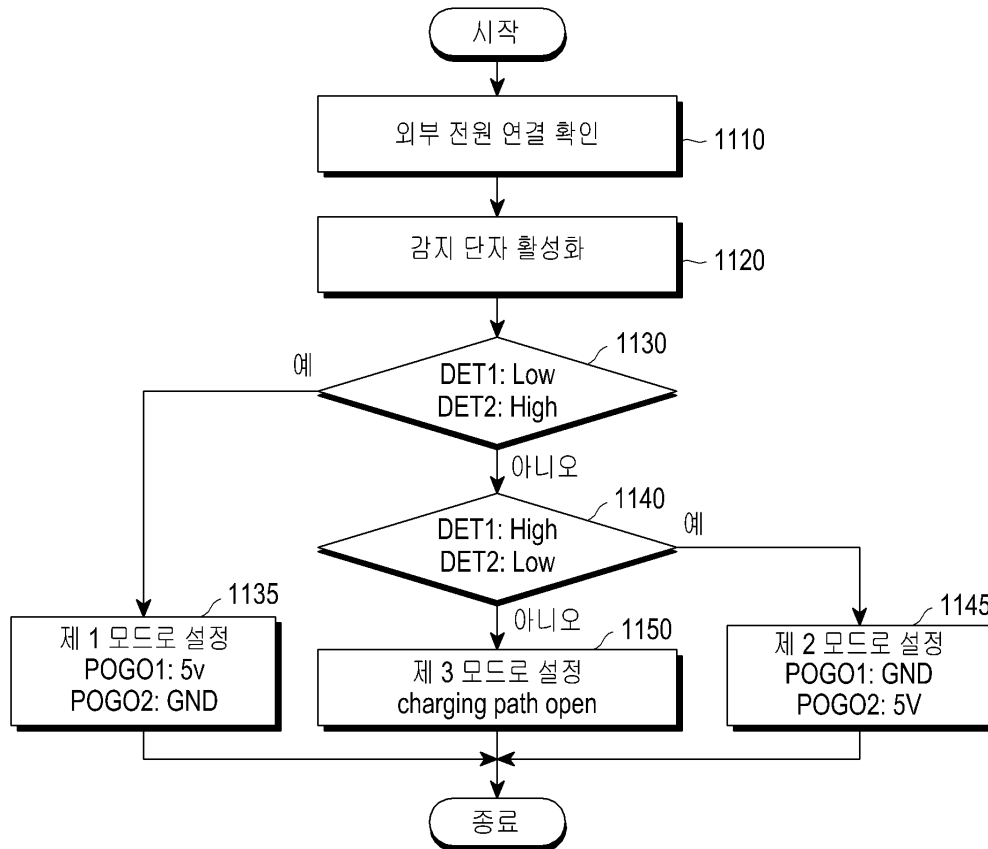 시작
외부 전원 연결 확인
1110
감지 단자 활성화
1120
1130
예
DET1: Low
DET2: High
아니오
1140
DET1: High
DET2: Low
예
아니오
1135
제 1 모드로 설정
POGO1: 5v
POGO2: GND
1150
제 3 모드로 설정
charging path open
1145
제 2 모드로 설정
POGO1: GND
POGO2: 5V
종료